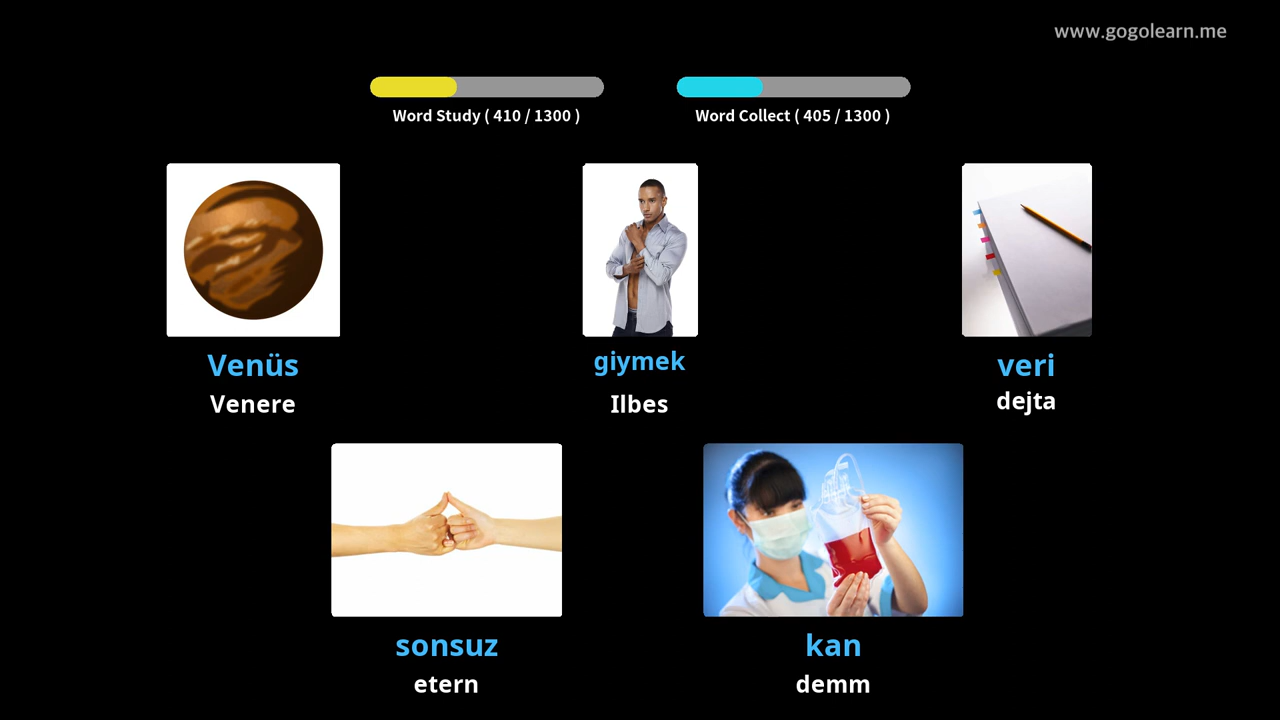 www.gogolearn.me
Word Study ( 410 / 1300 )
Word Collect ( 405 / 1300 )
Venüs
Venere
giymek
Ilbes
veri
dejta
sonsuz
etern
kan
demm